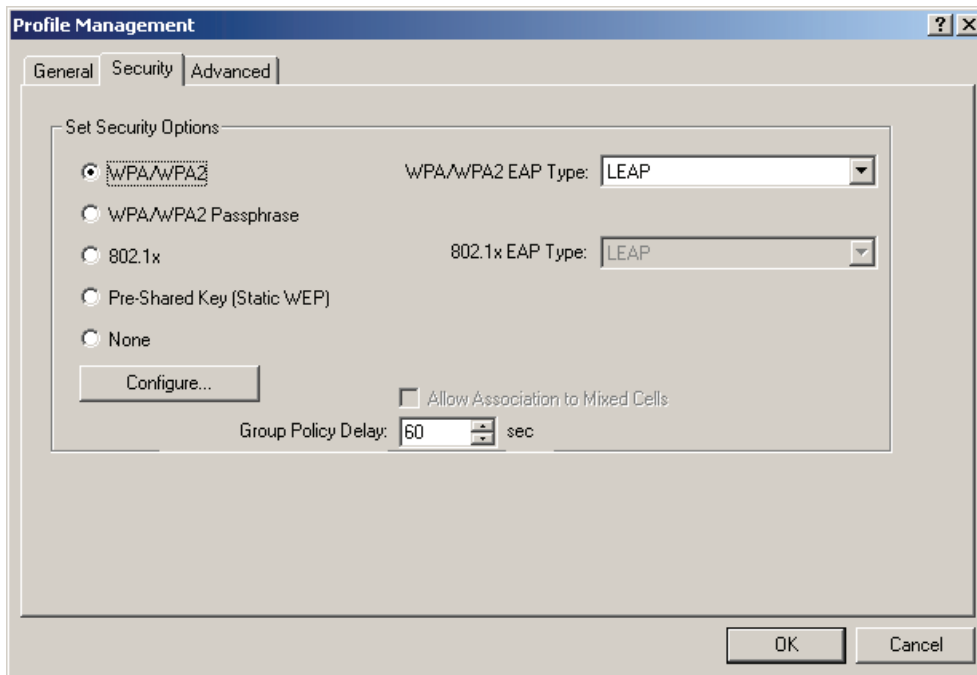 Profile Management
General Security Advanced
Set Security Options
WPA/WPA2 WPA/WPA2 EAP Type: LEAP
WPA/WPA2 Passphrase
802.1x 802.1x EAP Type: LEAP
Pre-Shared Key (Static WEP)
None
Configure...
Allow Association to Mixed Cells
Group Policy Delay: 60 sec
OK Cancel